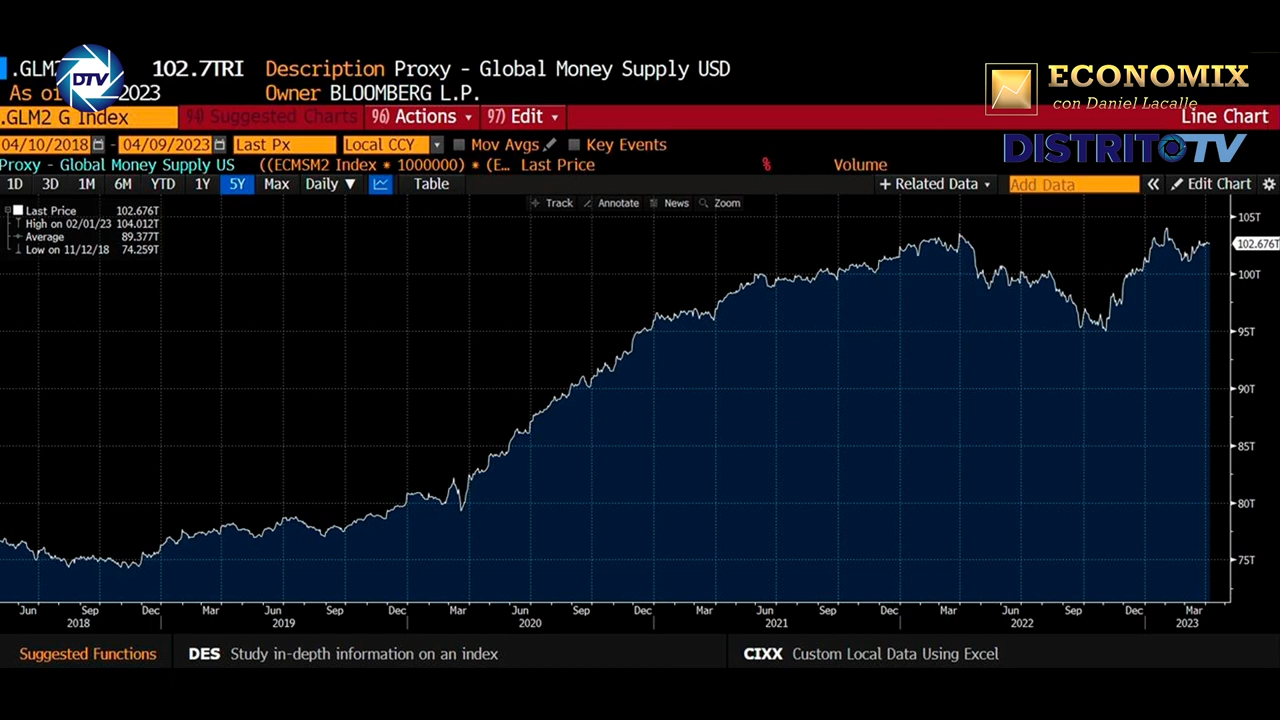 .GLM2 102.7TRI Description Proxy - Global Money Supply USD
DTV
As of 2023 Owner BLOOMBERG L.P.
ECONOMIX
con Daniel Lacalle
.GLM2 G Index 94) Suggested Charts 96) Actions 97) Edit Line Chart
DISTRITO TV
04/10/2018 - 04/09/2023 Last Px Local CCY Mov Avgs Key Events
Proxy - Global Money Supply US ((ECMSM2 Index * 1000000) * (E... Last Price % Volume
1D 3D 1M 6M YTD 1Y 5Y Max Daily ▼ Table + Related Data Add Data « Edit Chart
Track Annotate News Zoom
Last Price 102.676T
High on 02/01/23 104.012T
Average 89.377T
Low on 11/12/18 74.259T
105T
102.676T
100T
95T
90T
85T
80T
75T
Jun Sep Dec Mar Jun Sep Dec Mar Jun Sep Dec Mar Jun Sep Dec Mar Jun Sep Dec Mar
2018 2019 2020 2021 2022 2023
Suggested Functions DES Study in-depth information on an index CIXX Custom Local Data Using Excel